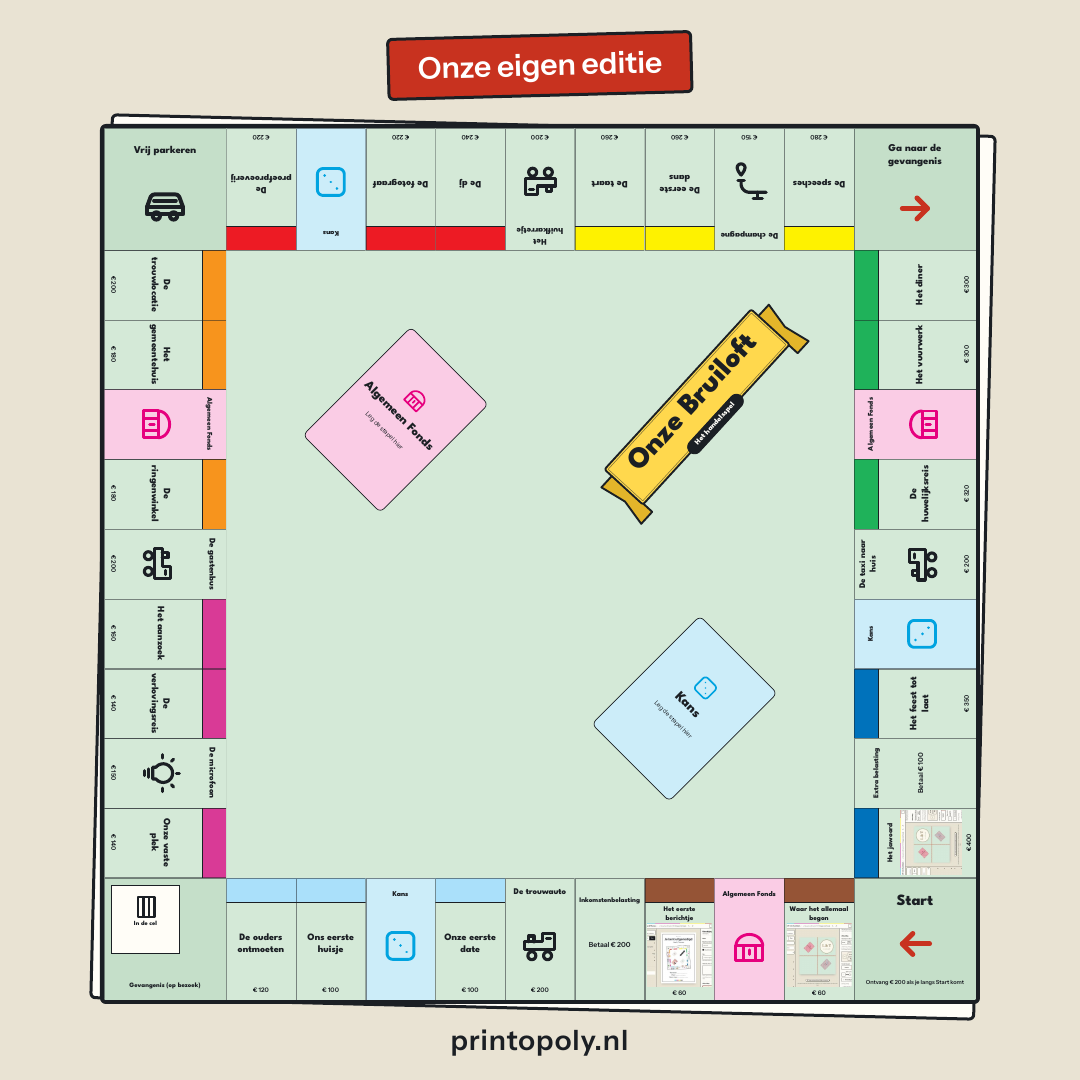 Onze eigen editie
Vrij parkeren
€ 220
De
proefproeverij
Kans
€ 220
De fotograaf
€ 240
De dj
€ 200
Het
huifkarretje
€ 260
De taart
€ 260
De eerste
dans
€ 150
De champagne
€ 280
De speeches
Ga naar de
gevangenis
De
trouwlocatie
€ 200
Het
gemeentehuis
€ 180
Algemeen Fonds
De
ringenwinkel
€ 180
De gastenbus
€ 200
Het aanzoek
€ 160
De
verlovingsreis
€ 140
De microfoon
€ 150
Onze vaste
plek
€ 140
Algemeen Fonds
Leg de stapel hier
Onze Bruiloft
Het handelsspel
Kans
Leg de stapel hier
Het diner
€ 300
Het vuurwerk
€ 300
Algemeen Fonds
De
huwelijksreis
€ 320
De taxi naar
huis
€ 200
Kans
Het feest tot
laat
€ 350
Extra belasting
Betaal € 100
Het jawoord
€ 400
In de cel
Gevangenis (op bezoek)
De ouders
ontmoeten
€ 120
Ons eerste
huisje
€ 100
Kans
Onze eerste
date
€ 100
De trouwauto
€ 200
Inkomstenbelasting
Betaal € 200
Het eerste
berichtje
€ 60
Algemeen Fonds
Waar het allemaal
begon
€ 60
Start
Ontvang € 200 als je langs Start komt
printopoly.nl